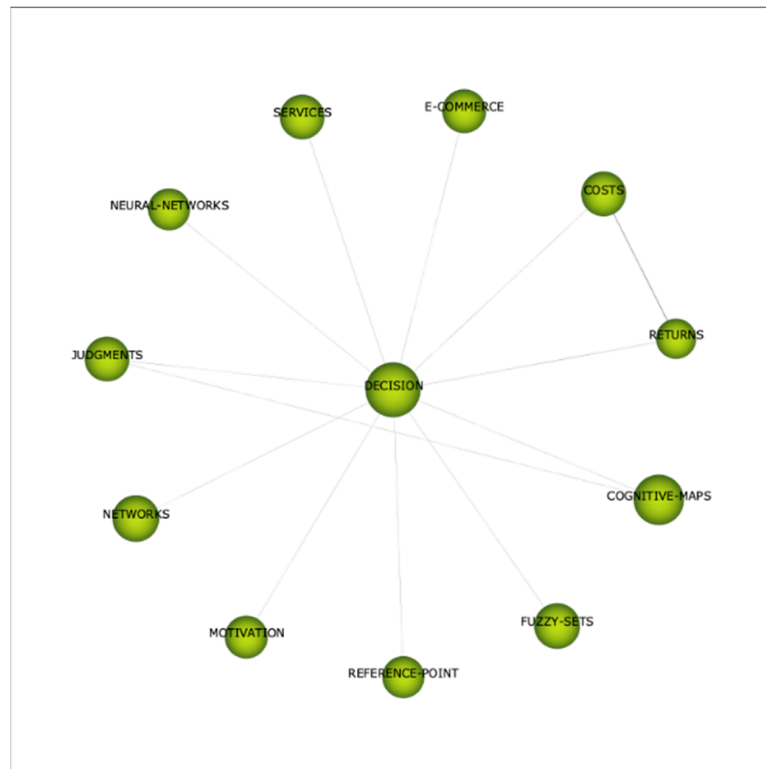 E-COMMERCE
SERVICES
COSTS
NEURAL-NETWORKS
RETURNS
JUDGMENTS
DECISION
COGNITIVE-MAPS
NETWORKS
FUZZY-SETS
MOTIVATION
REFERENCE-POINT